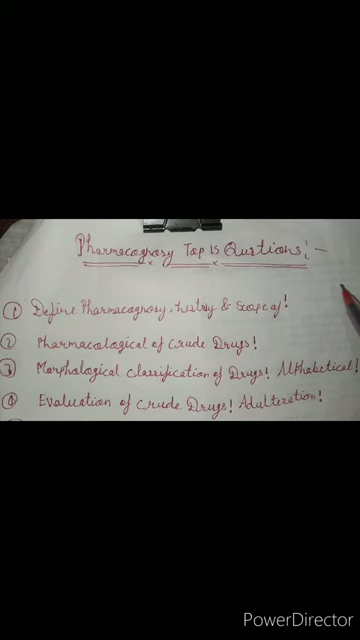 Pharmacognosy Top 15 Qustions! -
① Define Pharmacognosy, histry & scope of!
② Pharmacological of crude Drugs!
③ Morphological classification of Drugs! Alphabetical!
④ Evaluation of crude Drugs! Adulteration!
PowerDirector